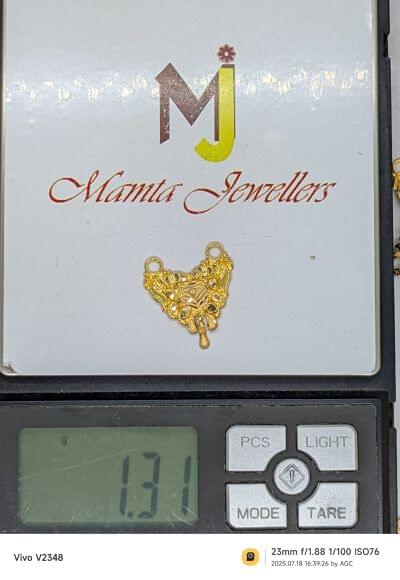 MJ
Mamta Jewellers
g
1.31
PCS
LIGHT
MODE
TARE
Vivo V2348
23mm f/1.88 1/100 ISO76
2025.07.18 16:39:26 by AGC